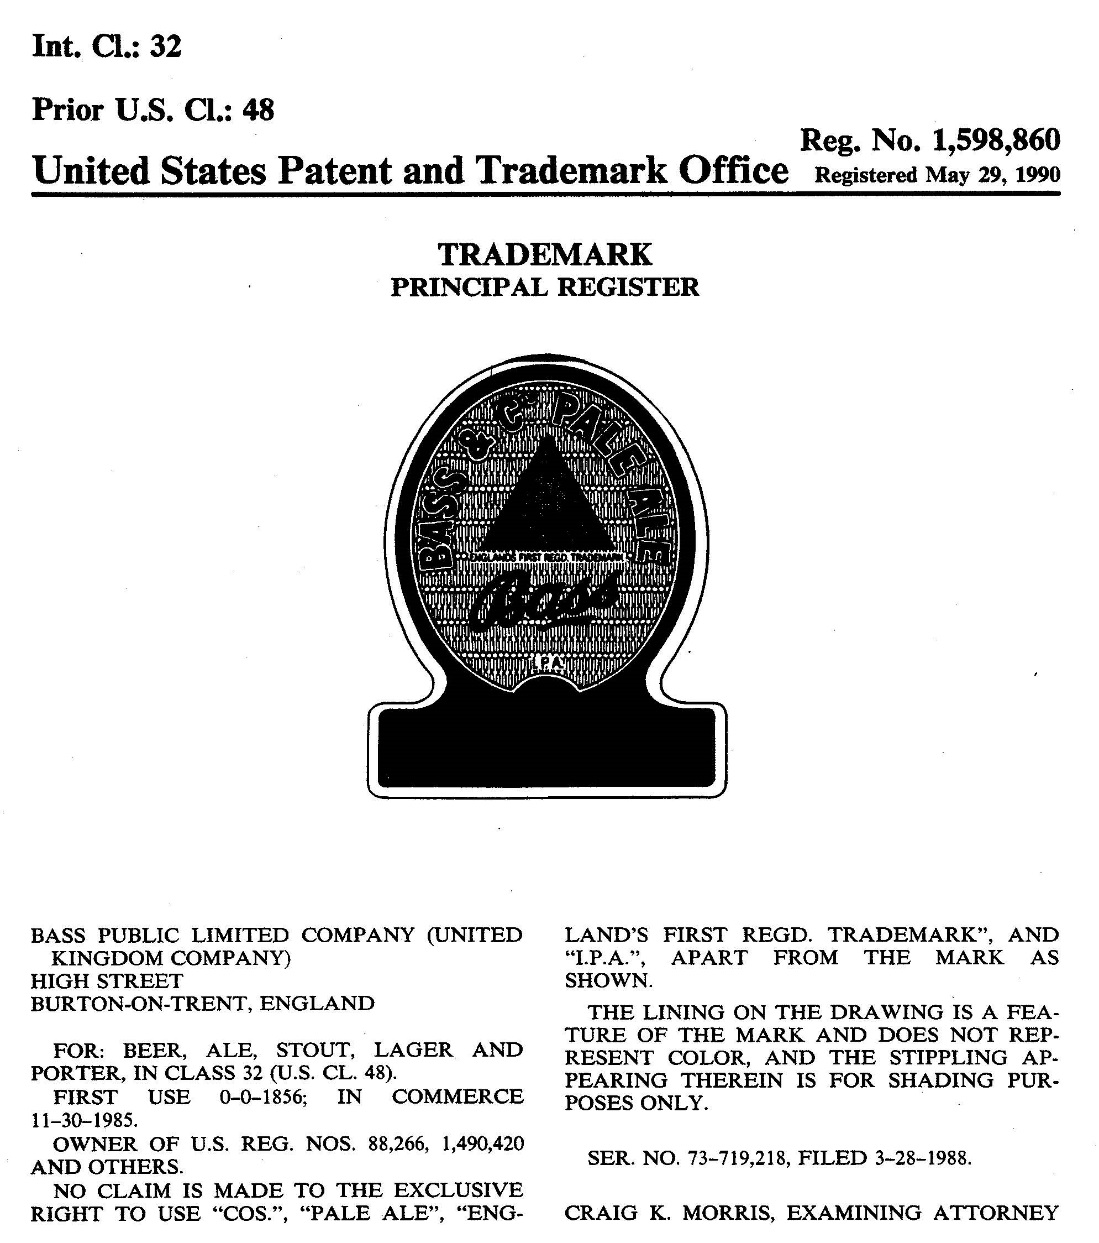 Int. Cl.: 32
Prior U.S. Cl.: 48
Reg. No. 1,598,860
United States Patent and Trademark Office Registered May 29, 1990
TRADEMARK
PRINCIPAL REGISTER
BASS & Co PALE ALE
ENGLANDS FIRST REGD. TRADEMARK
Bass
I.P.A.
BASS PUBLIC LIMITED COMPANY (UNITED
KINGDOM COMPANY)
HIGH STREET
BURTON-ON-TRENT, ENGLAND
FOR: BEER, ALE, STOUT, LAGER AND
PORTER, IN CLASS 32 (U.S. CL. 48).
FIRST USE 0-0-1856; IN COMMERCE
11-30-1985.
OWNER OF U.S. REG. NOS. 88,266, 1,490,420
AND OTHERS.
NO CLAIM IS MADE TO THE EXCLUSIVE
RIGHT TO USE "COS.", "PALE ALE", "ENG-
LAND'S FIRST REGD. TRADEMARK", AND
"I.P.A.", APART FROM THE MARK AS
SHOWN.
THE LINING ON THE DRAWING IS A FEA-
TURE OF THE MARK AND DOES NOT REP-
RESENT COLOR, AND THE STIPPLING AP-
PEARING THEREIN IS FOR SHADING PUR-
POSES ONLY.
SER. NO. 73-719,218, FILED 3-28-1988.
CRAIG K. MORRIS, EXAMINING ATTORNEY